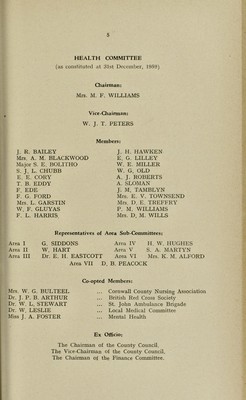 5
HEALTH COMMITTEE
(as constituted at 31st December, 1959)
Chairman:
Mrs. M. F. WILLIAMS
Vice-Chairman:
W. J. T. PETERS
Members:
J. R. BAILEY J. H. HAWKEN
Mrs. A. M. BLACKWOOD E. G. LILLEY
Major S. E. BOLITHO W. E. MILLER
S. J. L. CHUBB W. G. OLD
E. E. CORY A. J. ROBERTS
T. B. EDDY A. SLOMAN
F. EDE J. M. TAMBLYN
F. G. FORD Mrs. E. V. TOWNSEND
Mrs. L. GARSTIN Mrs. D. E. TREFFRY
W. F. GLUYAS P. M. WILLIAMS
F. L. HARRIS Mrs. D. M. WILLS
Representatives of Area Sub-Committees:
Area I G. SIDDONS Area IV H. W. HUGHES
Area II W. HART Area V S. A. MARTYN
Area III Dr. E. H. EASTCOTT Area VI Mrs. K. M. ALFORD
Area VII D. B. PEACOCK
Co-opted Members:
Mrs. W. G. BULTEEL ... Cornwall County Nursing Association
Dr. J. F. B. ARTHUR ... British Red Cross Society
Dr. W. L. STEWART ... St. John Ambulance Brigade
Dr. W. LESLIE ... Local Medical Committee
Miss J. A. FOSTER ... Mental Health
Ex Officio:
The Chairman of the County Council.
The Vice-Chairman of the County Council,
The Chairman of the Finance Committee.